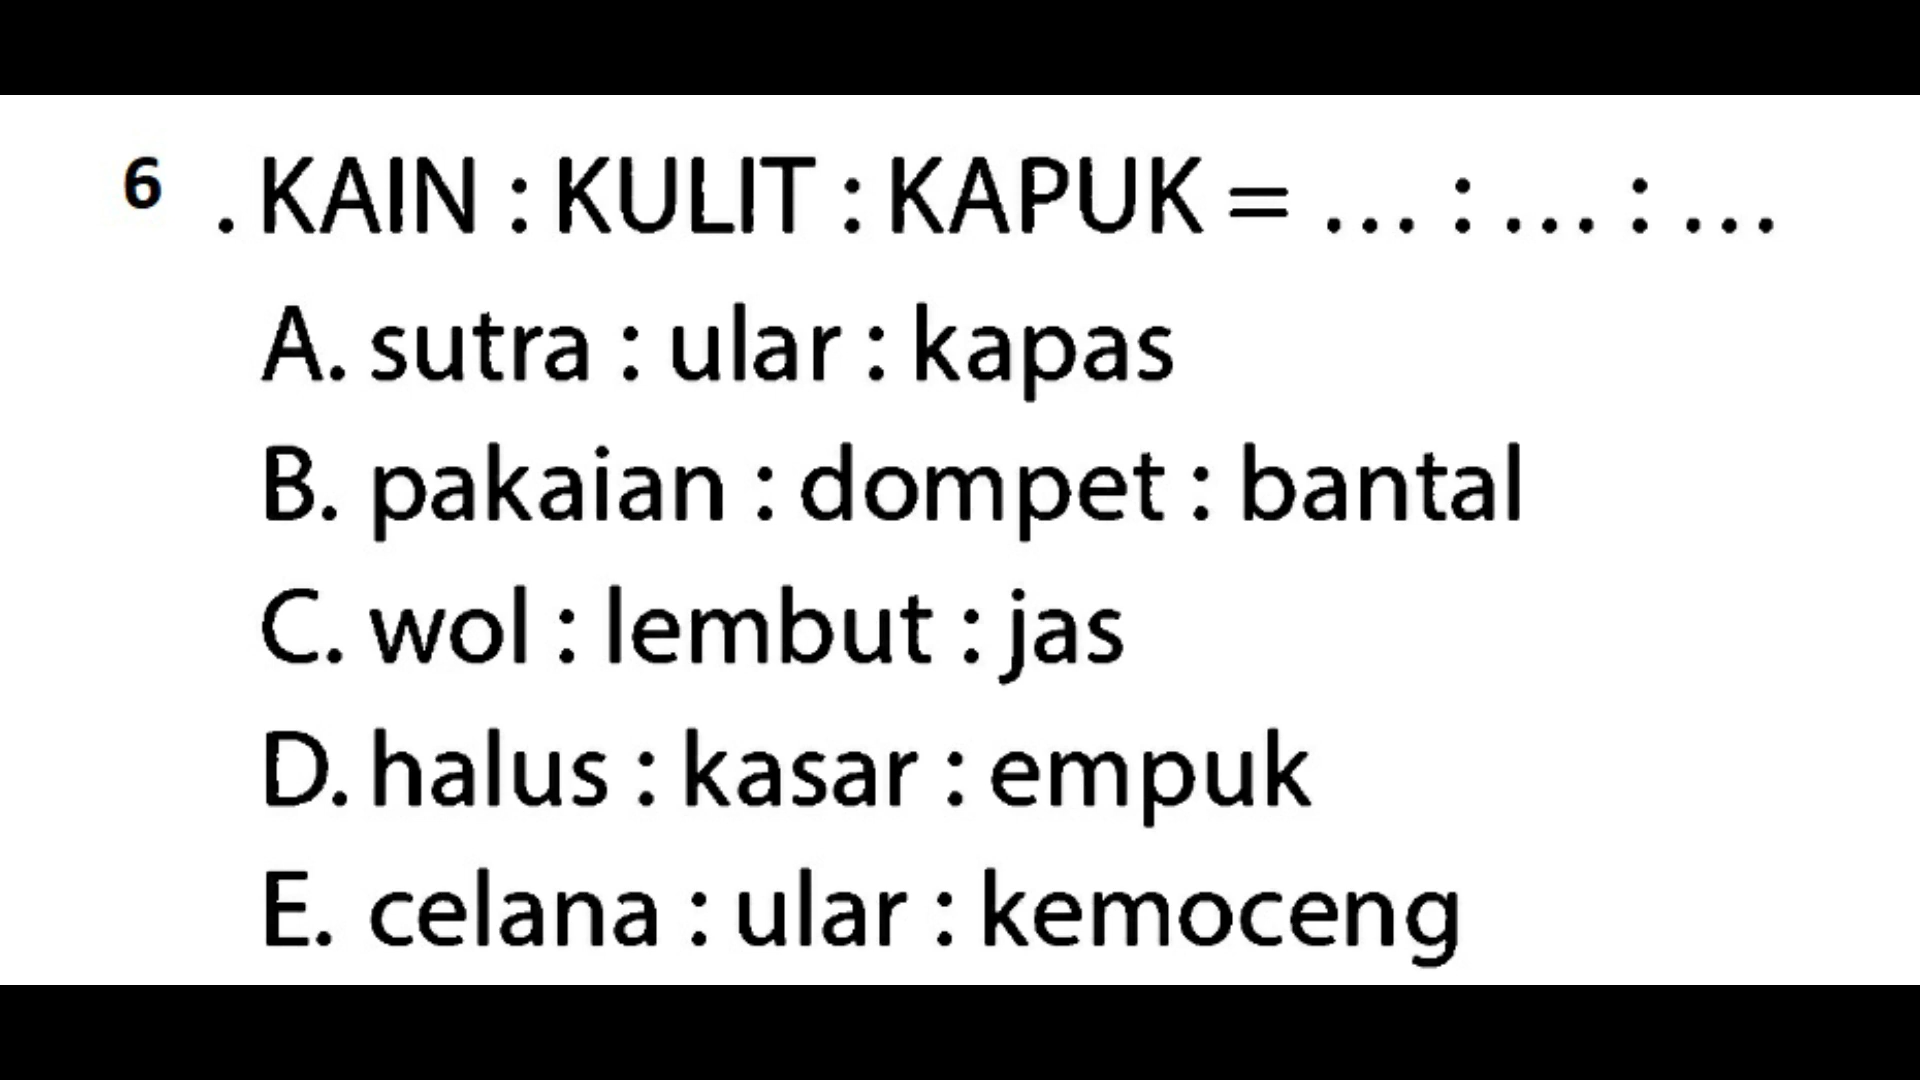 6 . KAIN : KULIT : KAPUK = ... : ... : ...
A. sutra : ular : kapas
B. pakaian : dompet : bantal
C. wol : lembut : jas
D. halus : kasar : empuk
E. celana : ular : kemoceng